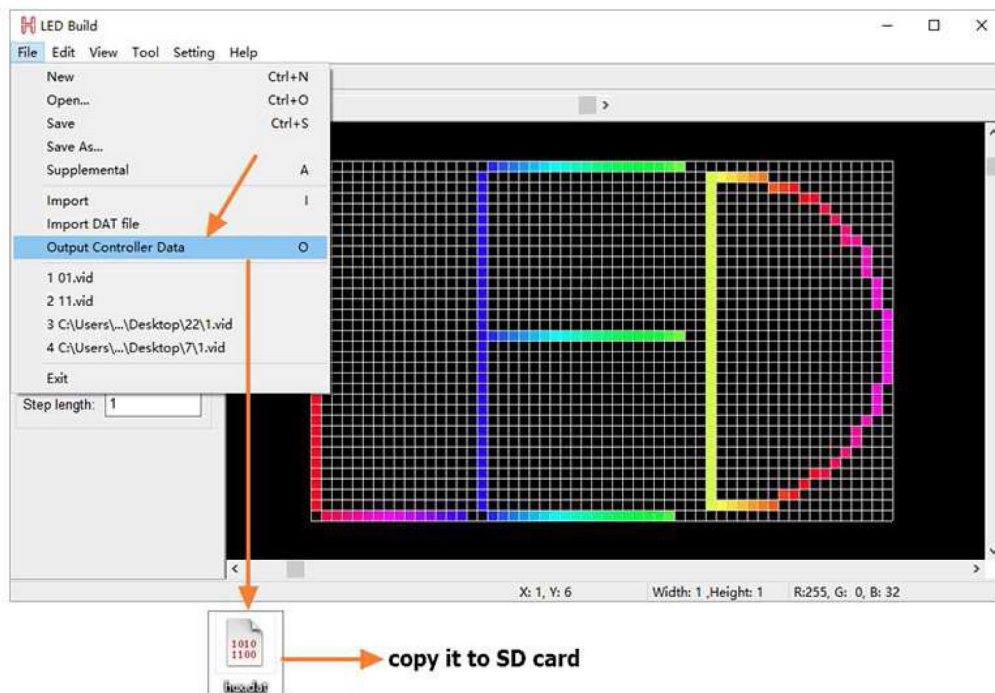 LED Build
File Edit View Tool Setting Help
New Ctrl+N
Open... Ctrl+O
Save Ctrl+S
Save As...
Supplemental A
Import I
Import DAT file
Output Controller Data O
1 01.vid
2 11.vid
3 C:\Users\...\Desktop\22\1.vid
4 C:\Users\...\Desktop\7\1.vid
Exit
Step length: 1
LED
X: 1, Y: 6 Width: 1 ,Height: 1 R:255, G: 0, B: 32
1010
1100
hcx.dat
copy it to SD card